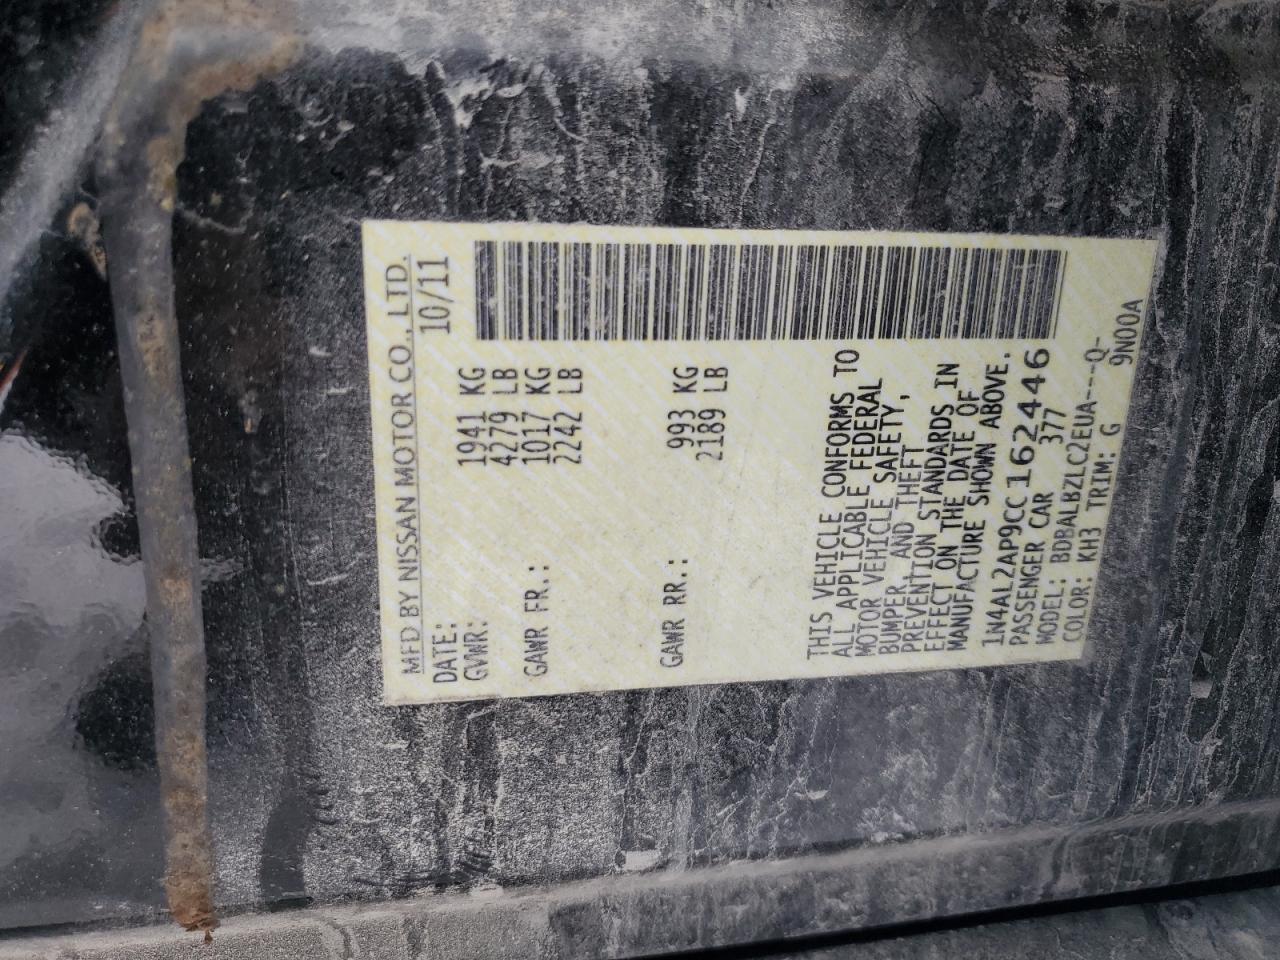 MFD BY NISSAN MOTOR CO., LTD.
DATE: 10/11
GVWR: 1941 KG
4279 LB
GAWR FR.: 1017 KG
2242 LB
GAWR RR.: 993 KG
2189 LB
THIS VEHICLE CONFORMS TO
ALL APPLICABLE FEDERAL
MOTOR VEHICLE SAFETY,
BUMPER, AND THEFT
PREVENTION STANDARDS IN
EFFECT ON THE DATE OF
MANUFACTURE SHOWN ABOVE.
1N4AL2AP9CC162446
PASSENGER CAR 377
MODEL: BDBALBZLC2EUA---Q-
COLOR: KH3 TRIM: G 9N00A